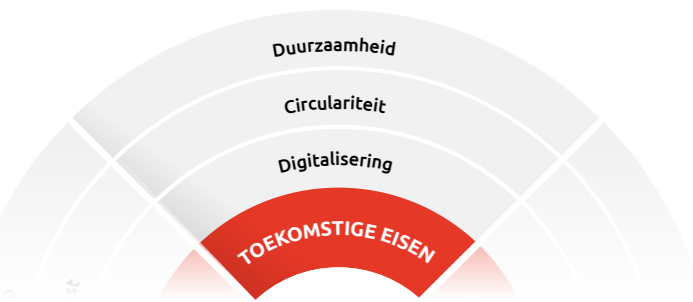 Duurzaamheid
Circulariteit
Digitalisering
TOEKOMSTIGE EISEN